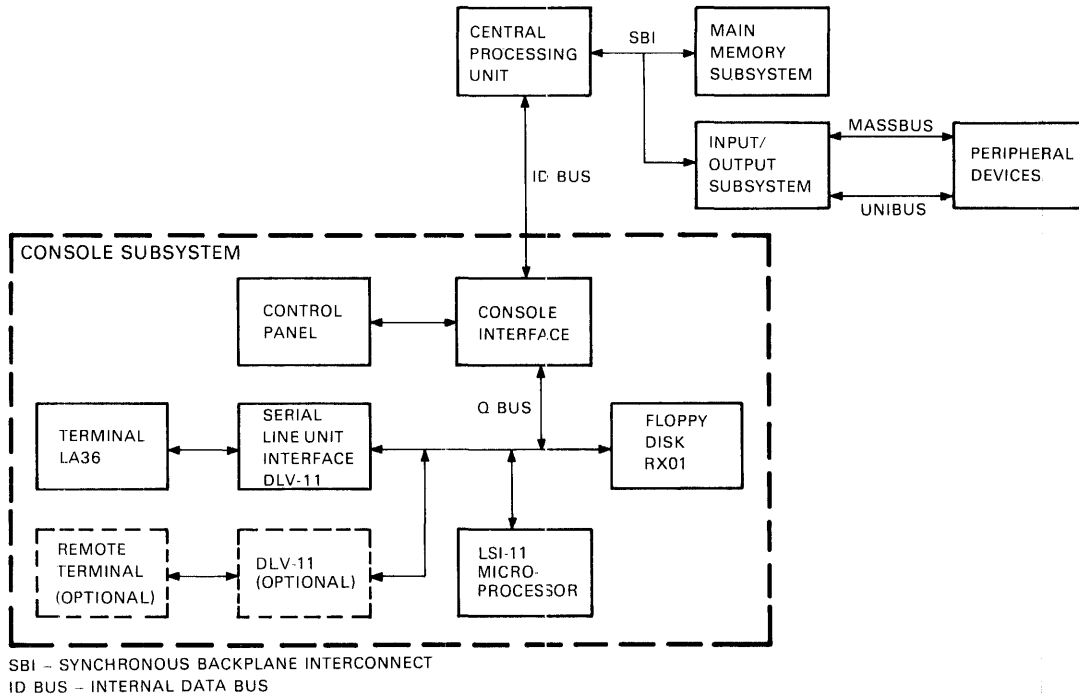 CENTRAL
PROCESSING
UNIT
SBI
MAIN
MEMORY
SUBSYSTEM
INPUT/
OUTPUT
SUBSYSTEM
MASSBUS
UNIBUS
PERIPHERAL
DEVICES
ID BUS
CONSOLE SUBSYSTEM
CONTROL
PANEL
CONSOLE
INTERFACE
Q BUS
TERMINAL
LA36
SERIAL
LINE UNIT
INTERFACE
DLV-11
FLOPPY
DISK
RX01
REMOTE
TERMINAL
(OPTIONAL)
DLV-11
(OPTIONAL)
LSI-11
MICRO-
PROCESSOR
SBI – SYNCHRONOUS BACKPLANE INTERCONNECT
ID BUS – INTERNAL DATA BUS